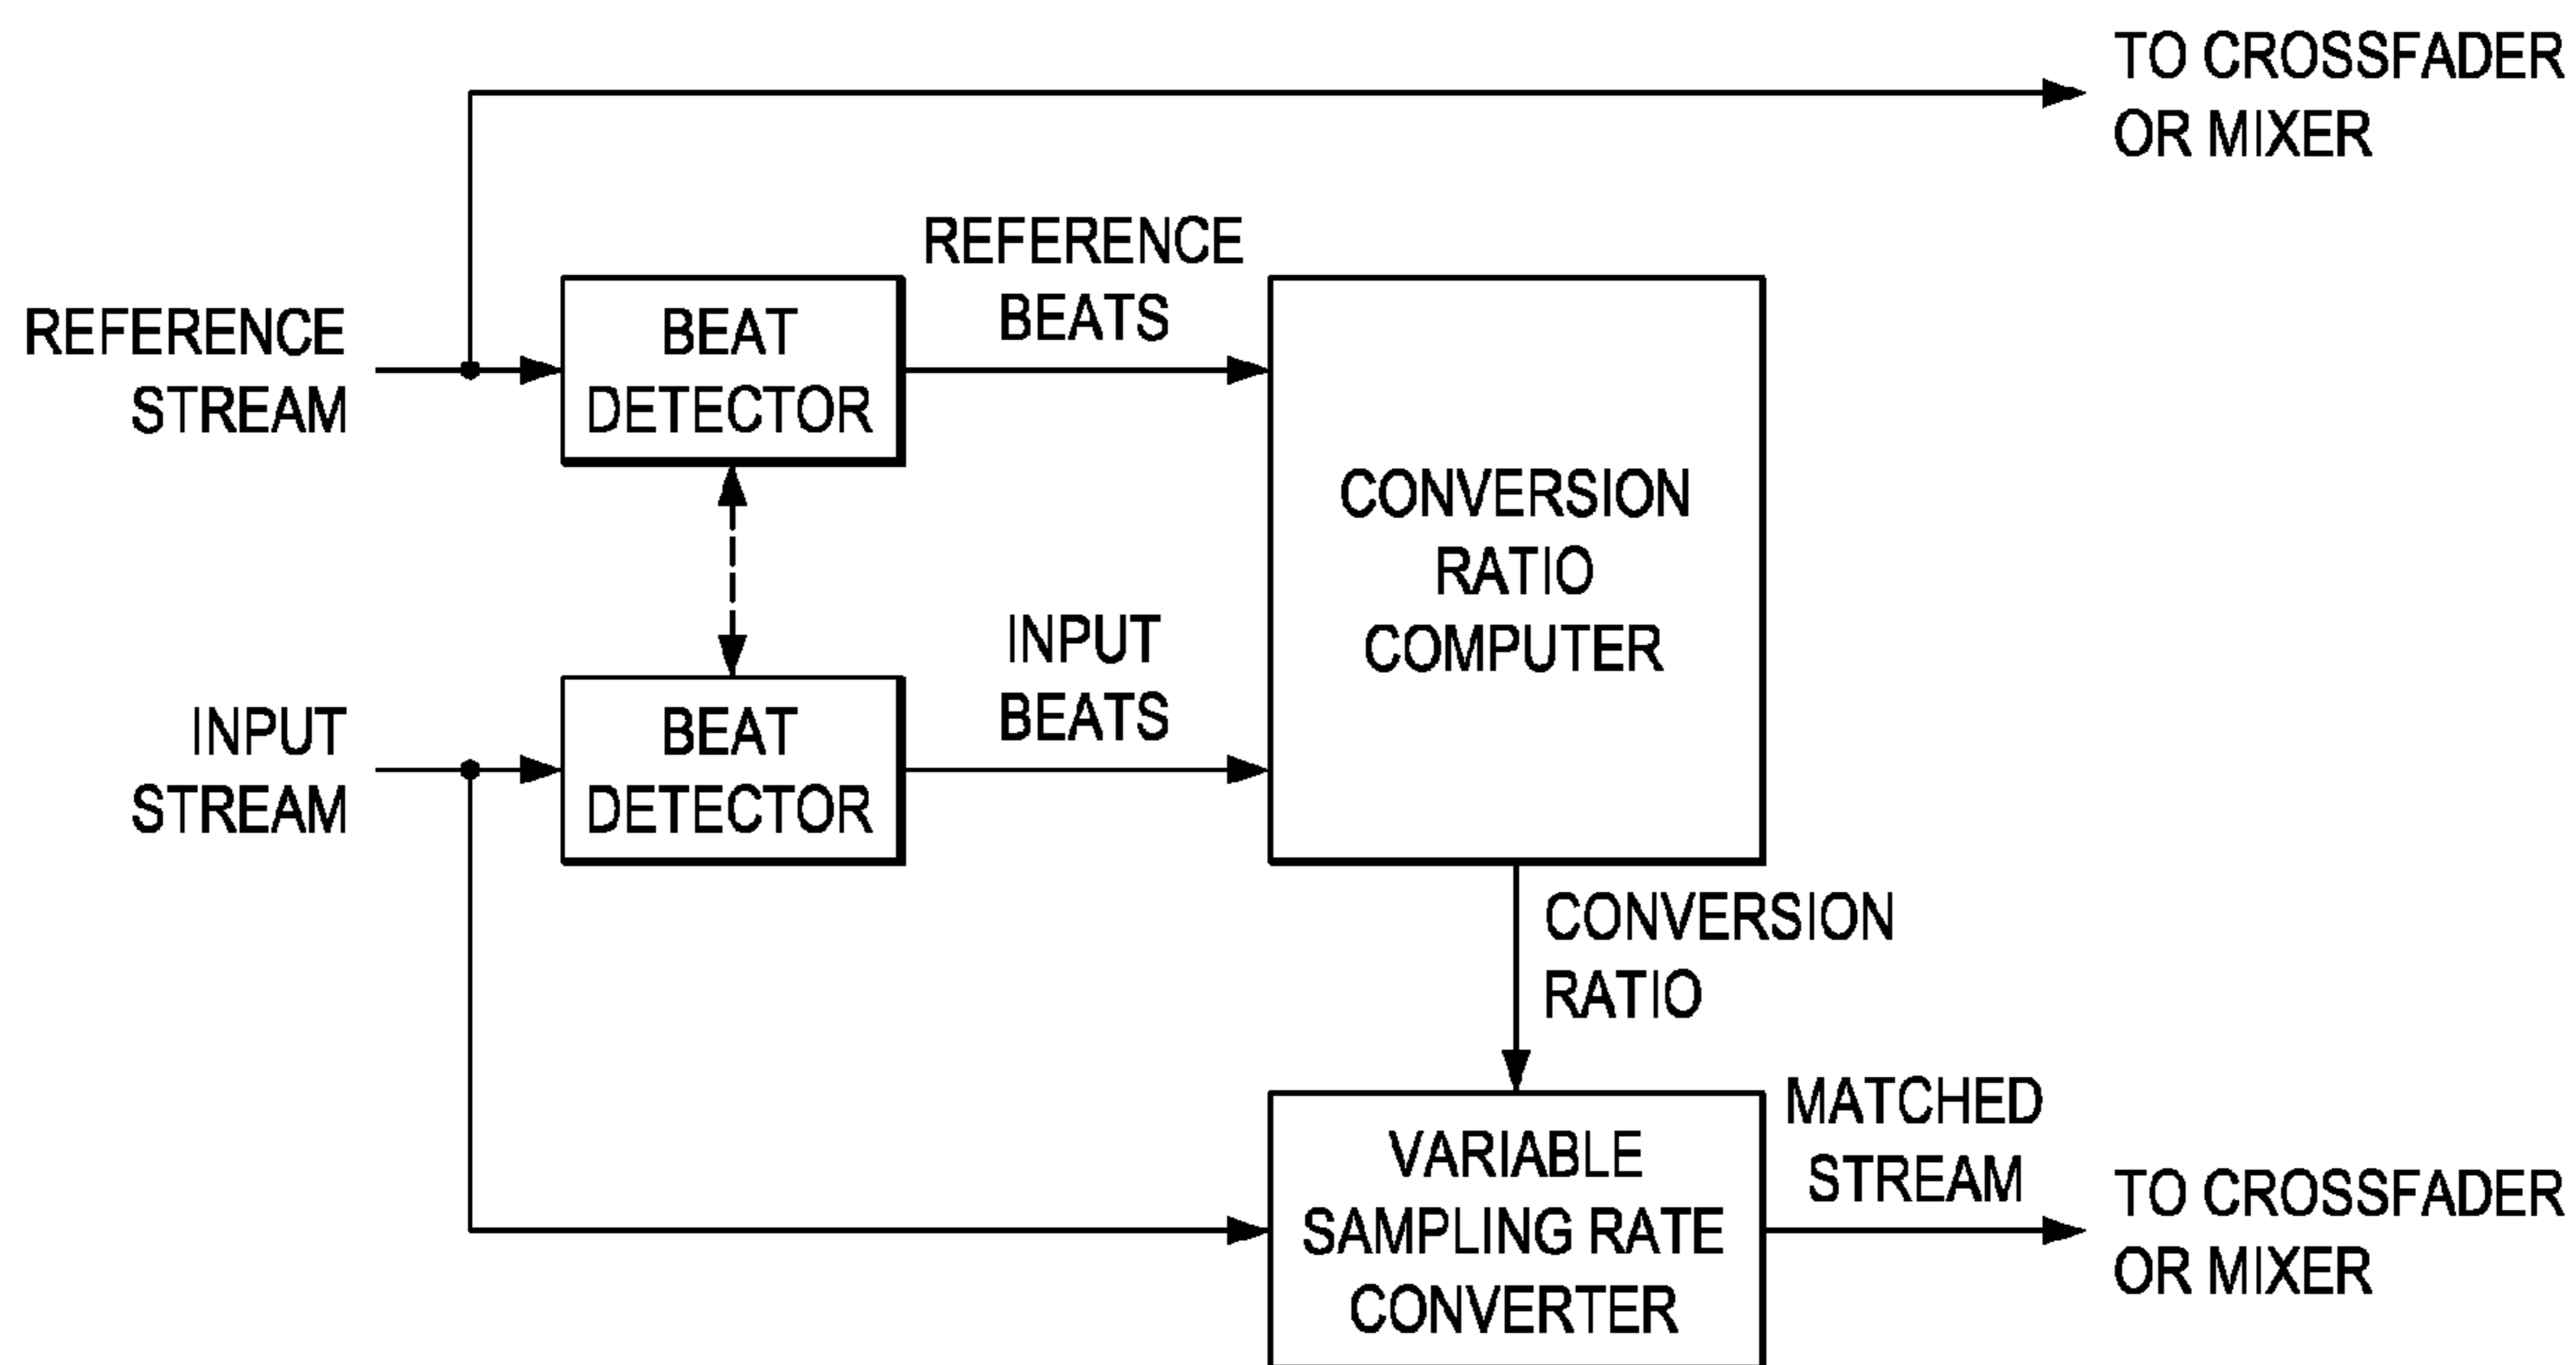 TO CROSSFADER
OR MIXER
REFERENCE
BEATS
REFERENCE
STREAM
BEAT
DETECTOR
CONVERSION
RATIO
COMPUTER
INPUT
BEATS
INPUT
STREAM
BEAT
DETECTOR
CONVERSION
RATIO
MATCHED
STREAM
VARIABLE
SAMPLING RATE
CONVERTER
TO CROSSFADER
OR MIXER